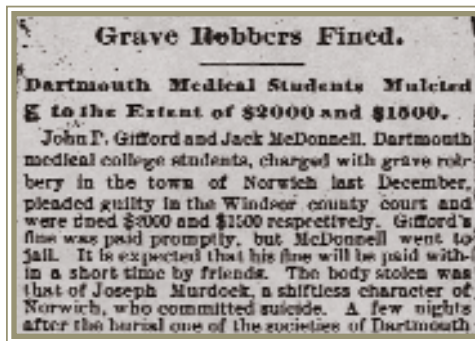 Grave Robbers Fined.
Dartmouth Medical Students Mulcted
to the Extent of $2000 and $1500.
John P. Gifford and Jack McDonnell, Dartmouth
medical college students, charged with grave rob-
bery in the town of Norwich last December,
pleaded guilty in the Windsor county court and
were fined $2000 and $1500 respectively. Gifford's
fine was paid promptly, but McDonnell went to
jail. It is expected that his fine will be paid with-
in a short time by friends. The body stolen was
that of Joseph Murdock, a shiftless character of
Norwich, who committed suicide. A few nights
after the burial one of the societies of Dartmouth